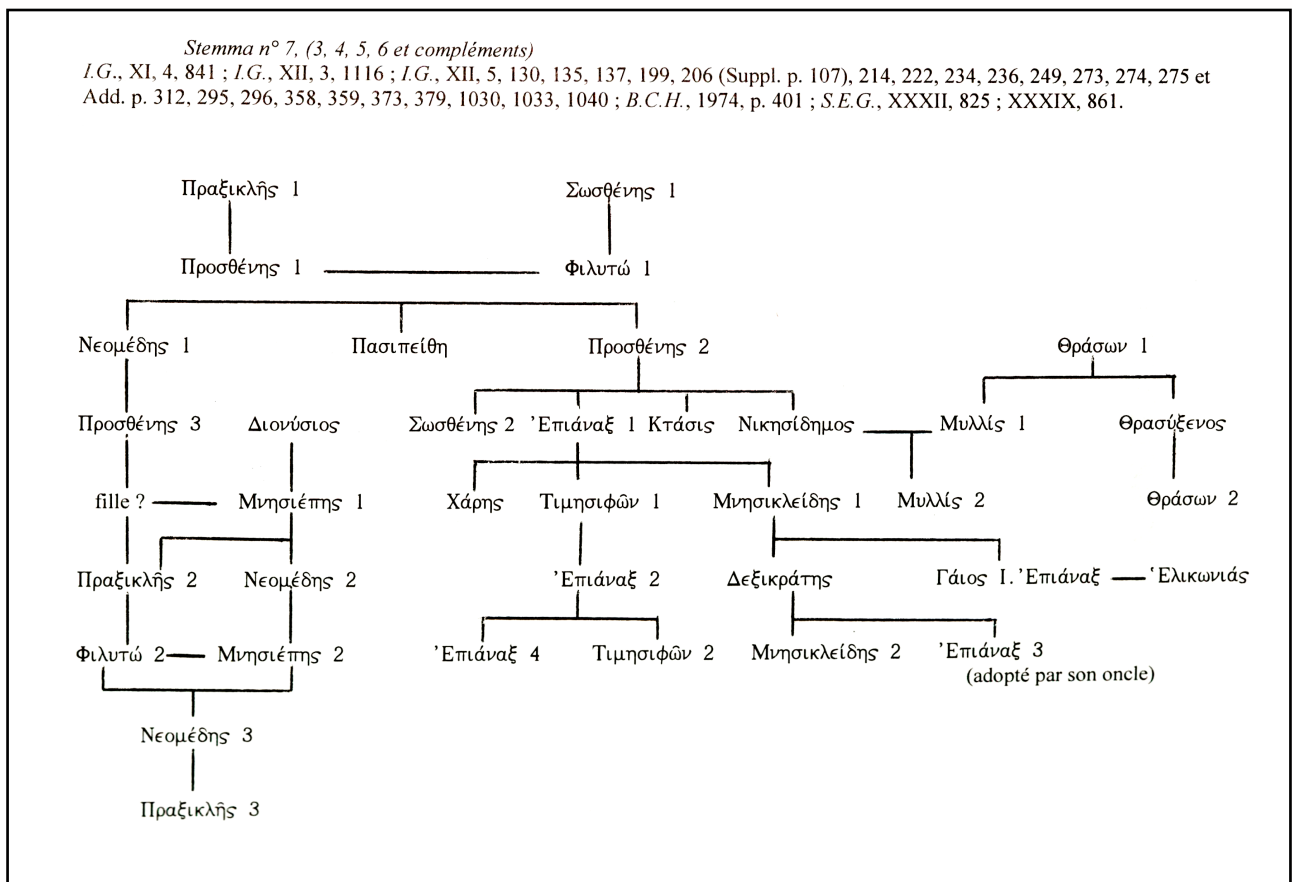 Stemma n° 7, (3, 4, 5, 6 et compléments)
I.G., XI, 4, 841 ; I.G., XII, 3, 1116 ; I.G., XII, 5, 130, 135, 137, 199, 206 (Suppl. p. 107), 214, 222, 234, 236, 249, 273, 274, 275 et
Add. p. 312, 295, 296, 358, 359, 373, 379, 1030, 1033, 1040 ; B.C.H., 1974, p. 401 ; S.E.G., XXXII, 825 ; XXXIX, 861.
Πραξικλῆς 1 Σωσθένης 1
Προσθένης 1 Φιλυτώ 1
Νεομέδης 1 Πασιπείθη Προσθένης 2 Θράσων 1
Προσθένης 3 Διονύσιος Σωσθένης 2 Ἐπιάναξ 1 Κτάσις Νικησίδημος Μυλλίς 1 Θρασύξενος
fille ? Μνησιέπης 1 Χάρης Τιμησιφῶν 1 Μνησικλείδης 1 Μυλλίς 2 Θράσων 2
Πραξικλῆς 2 Νεομέδης 2 Ἐπιάναξ 2 Δεξικράτης Γάιος Ι. Ἐπιάναξ Ἑλικωνιάς
Φιλυτώ 2 Μνησιέπης 2 Ἐπιάναξ 4 Τιμησιφῶν 2 Μνησικλείδης 2 Ἐπιάναξ 3
(adopté par son oncle)
Νεομέδης 3
Πραξικλῆς 3